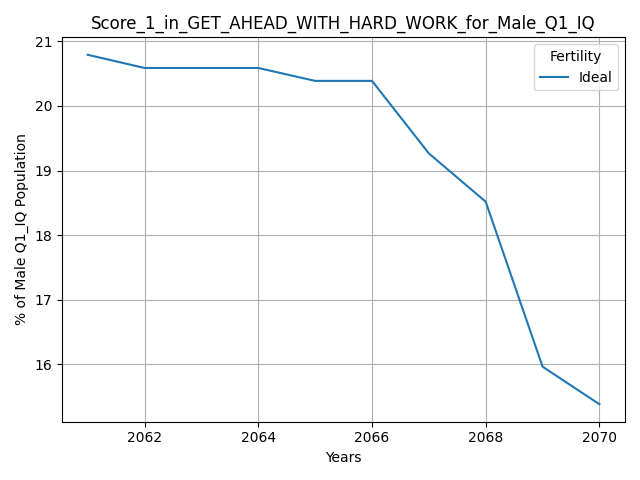 Score_1_in_GET_AHEAD_WITH_HARD_WORK_for_Male_Q1_IQ
Fertility
Ideal
21
20
19
18
17
16
% of Male Q1_IQ Population
2062 2064 2066 2068 2070
Years